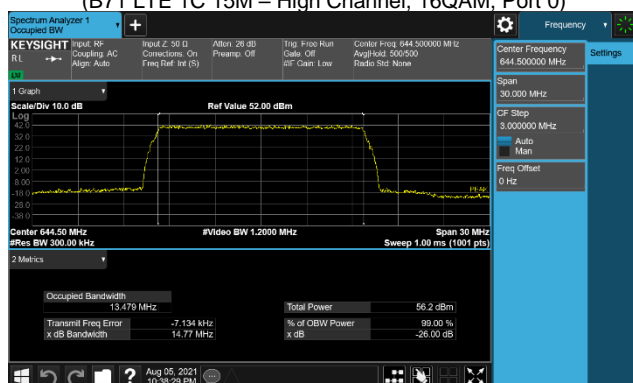 (B71 LTE 1C 15M – High Channel, 16QAM, Port 0)
Spectrum Analyzer 1
Occupied BW
Frequency
KEYSIGHT
RL
Input: RF
Coupling: AC
Align: Auto
Input Z: 50 Ω
Corrections: On
Freq Ref: Int (S)
Atten: 26 dB
Preamp: Off
Trig: Free Run
Gate: Off
#IF Gain: Low
Center Freq: 644.500000 MHz
Avg|Hold: 500/500
Radio Std: None
Center Frequency
644.500000 MHz
Settings
Span
30.000 MHz
CF Step
3.000000 MHz
Auto
Man
Freq Offset
0 Hz
1 Graph
Scale/Div 10.0 dB
Ref Value 52.00 dBm
Log
42.0
32.0
22.0
12.0
2.00
-8.00
-18.0
-28.0
-38.0
PEAK
Center 644.50 MHz
#Video BW 1.2000 MHz
Span 30 MHz
#Res BW 300.00 kHz
Sweep 1.00 ms (1001 pts)
2 Metrics
Occupied Bandwidth
13.479 MHz
Total Power
56.2 dBm
Transmit Freq Error
-7.134 kHz
% of OBW Power
99.00 %
x dB Bandwidth
14.77 MHz
x dB
-26.00 dB
Aug 05, 2021
10:38:29 PM